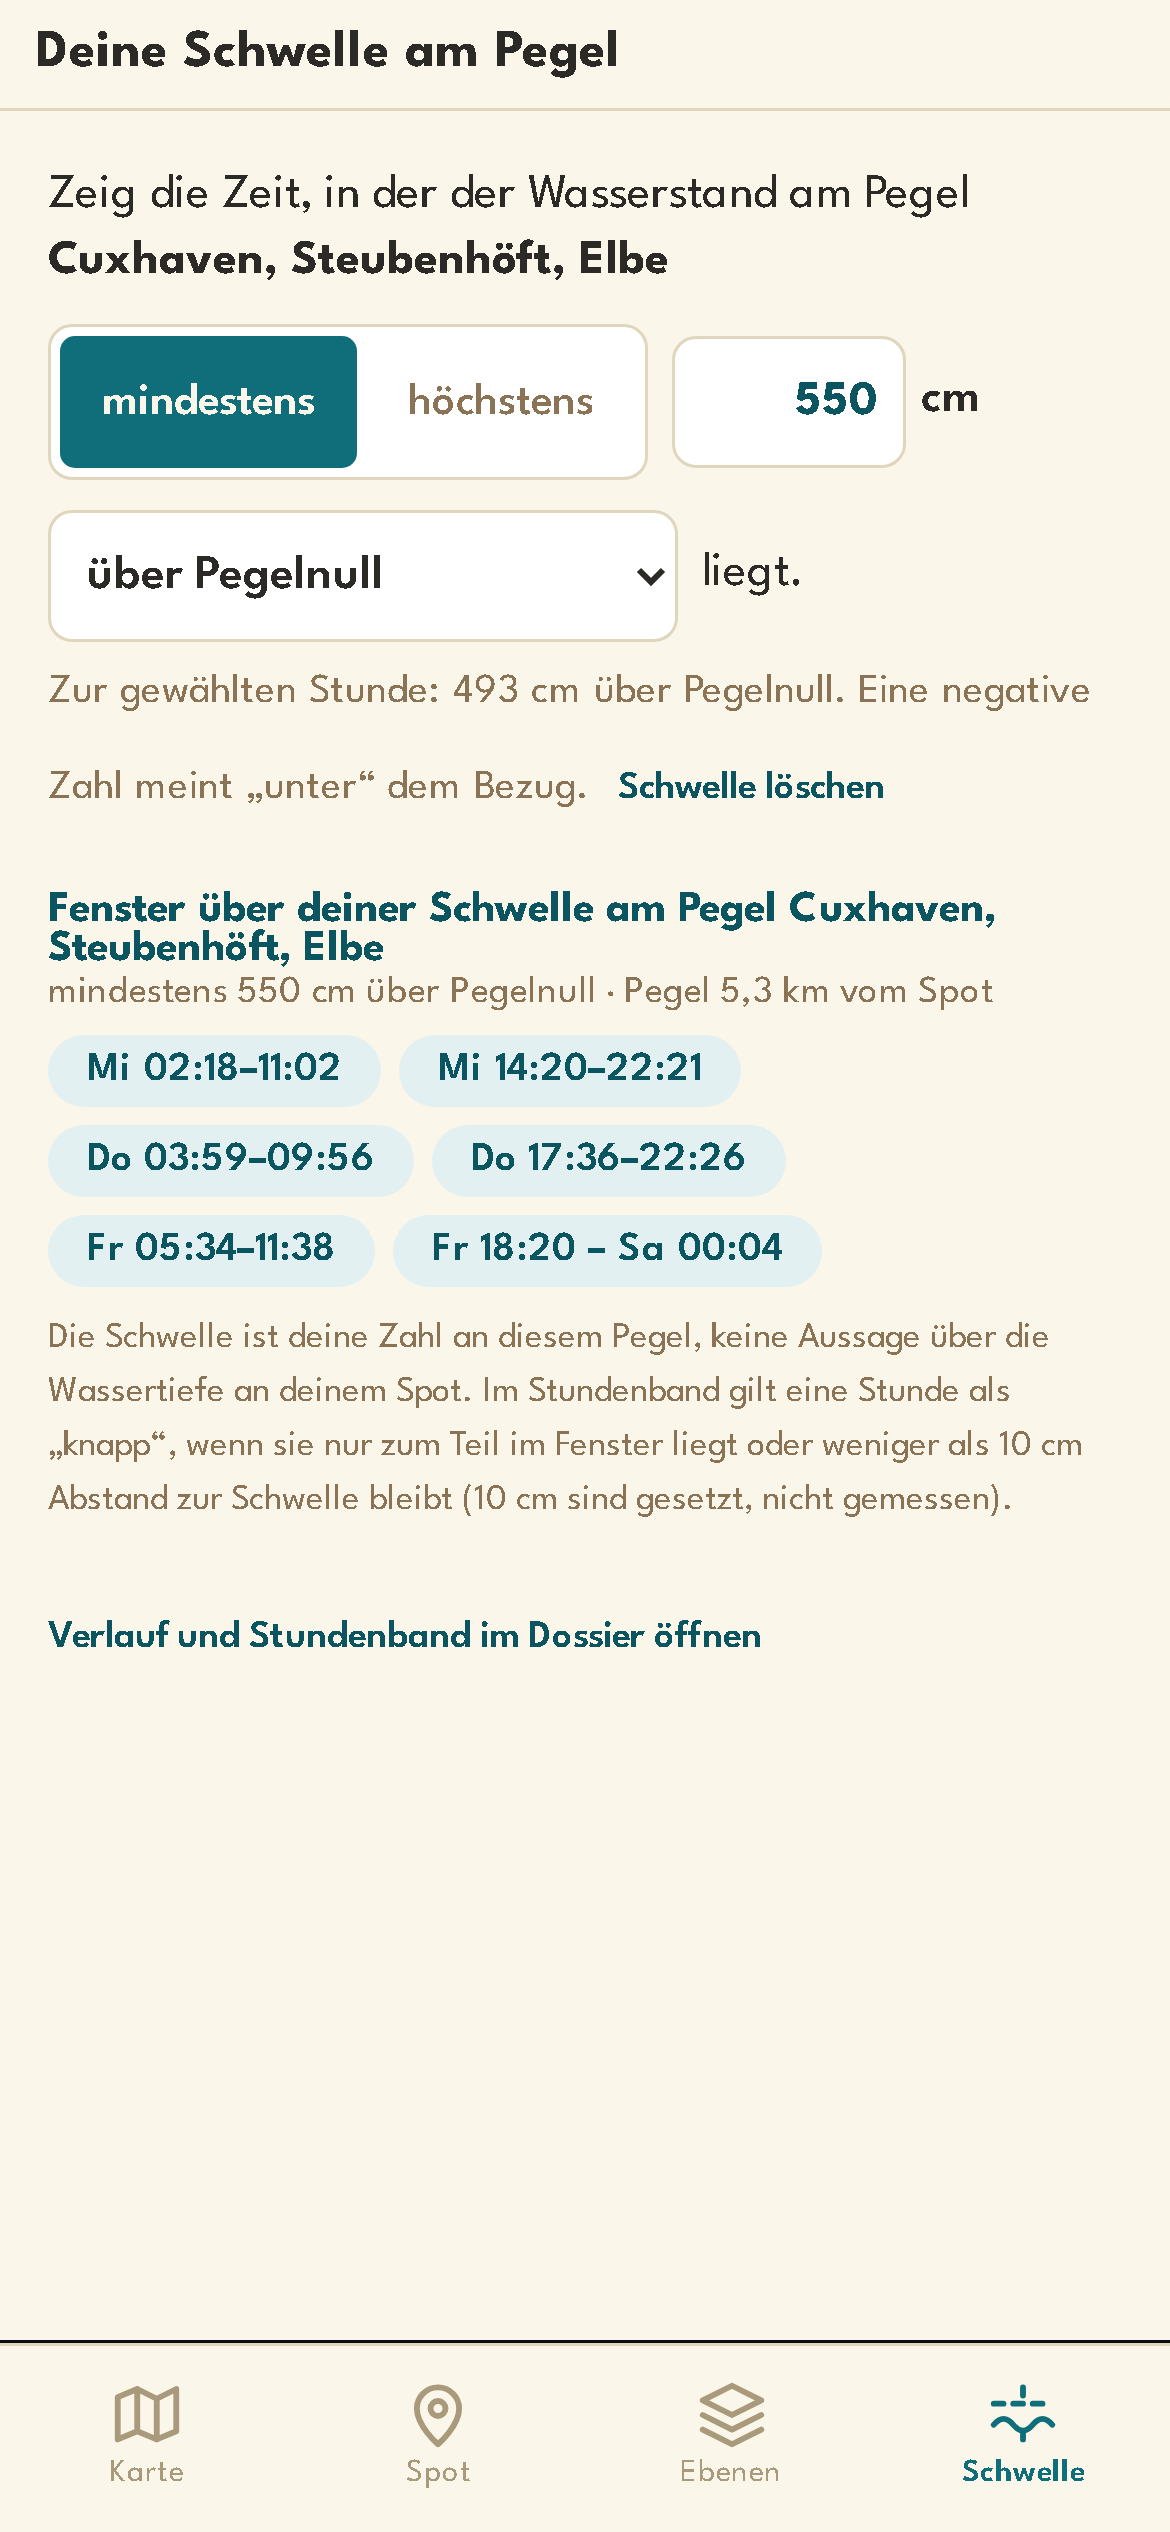 Deine Schwelle am Pegel
Zeig die Zeit, in der der Wasserstand am Pegel
Cuxhaven, Steubenhöft, Elbe
mindestens höchstens 550 cm
über Pegelnull liegt.
Zur gewählten Stunde: 493 cm über Pegelnull. Eine negative
Zahl meint „unter“ dem Bezug. Schwelle löschen
Fenster über deiner Schwelle am Pegel Cuxhaven,
Steubenhöft, Elbe
mindestens 550 cm über Pegelnull · Pegel 5,3 km vom Spot
Mi 02:18–11:02 Mi 14:20–22:21
Do 03:59–09:56 Do 17:36–22:26
Fr 05:34–11:38 Fr 18:20 – Sa 00:04
Die Schwelle ist deine Zahl an diesem Pegel, keine Aussage über die
Wassertiefe an deinem Spot. Im Stundenband gilt eine Stunde als
„knapp“, wenn sie nur zum Teil im Fenster liegt oder weniger als 10 cm
Abstand zur Schwelle bleibt (10 cm sind gesetzt, nicht gemessen).
Verlauf und Stundenband im Dossier öffnen
Karte Spot Ebenen Schwelle